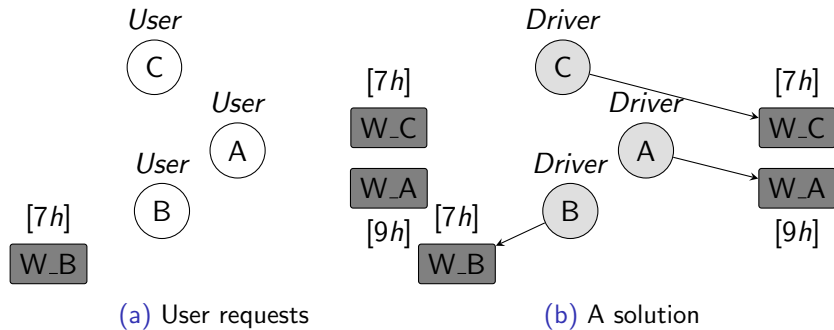 User
C
User
A
User
B
[7h]
W_B
[7h]
W_C
W_A
[9h]
(a) User requests
Driver
C
Driver
A
Driver
B
[7h]
W_B
[7h]
W_C
W_A
[9h]
(b) A solution